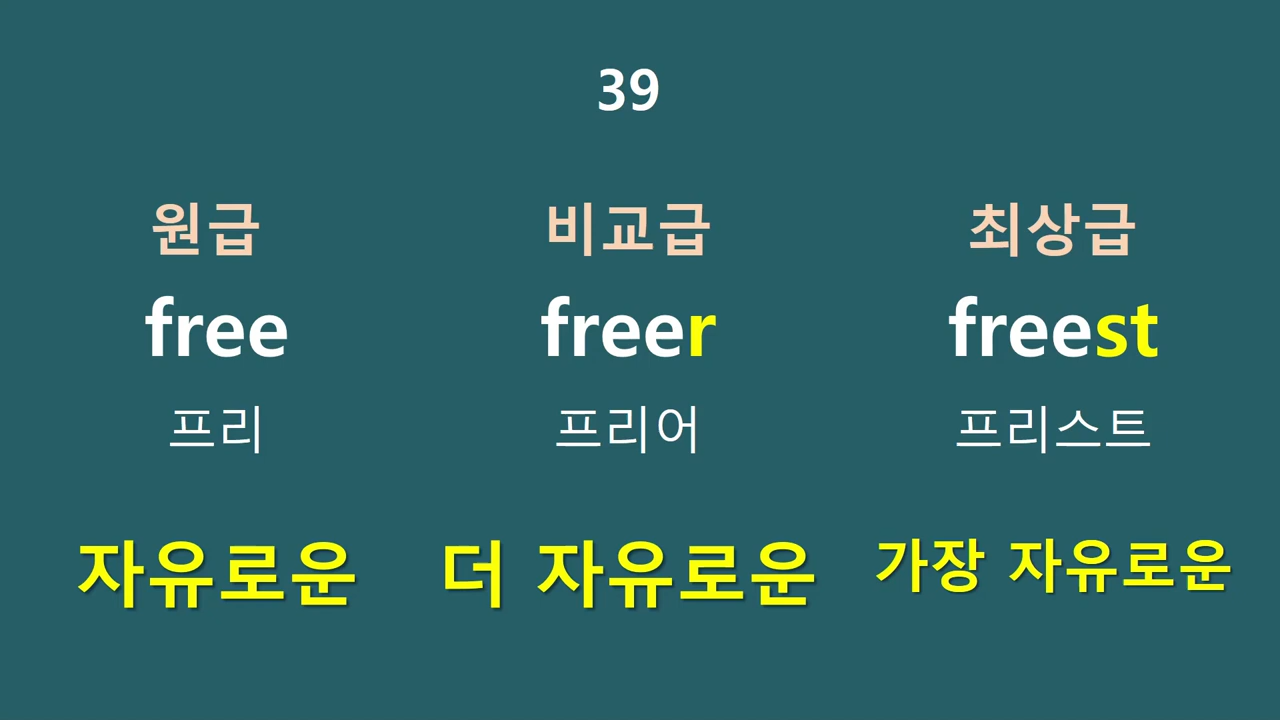 39
원급 비교급 최상급
free freer freest
프리 프리어 프리스트
자유로운 더 자유로운 가장 자유로운